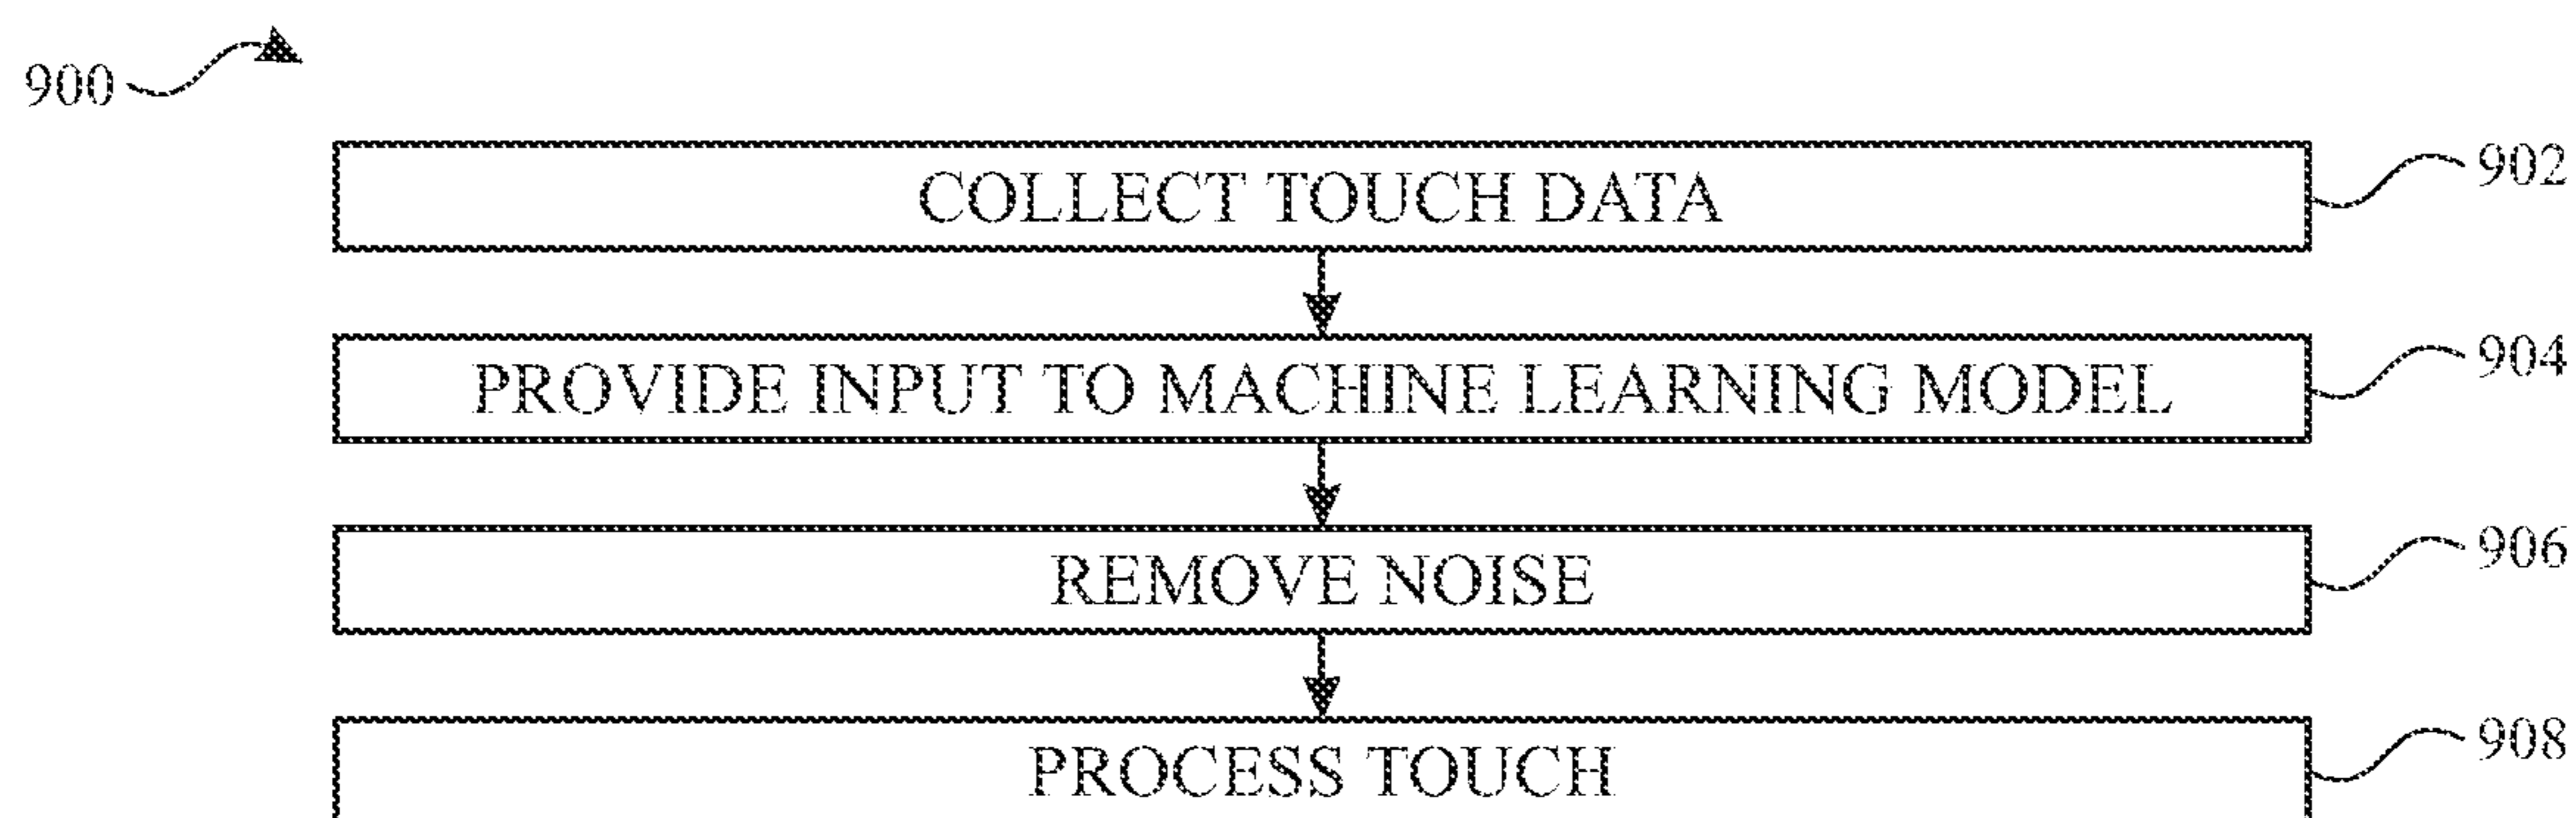 900
COLLECT TOUCH DATA
902
PROVIDE INPUT TO MACHINE LEARNING MODEL
904
REMOVE NOISE
906
PROCESS TOUCH
908